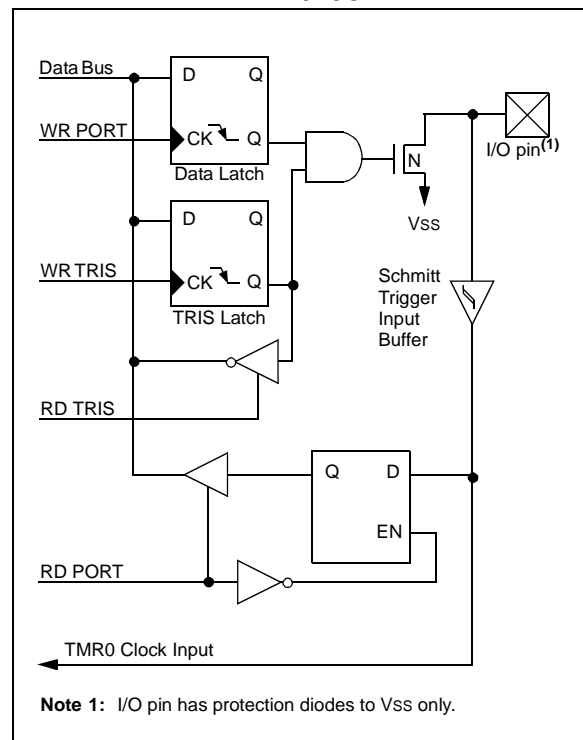 Data Bus
D Q
WR PORT
CK Q
Data Latch
N
I/O pin(1)
VSS
D Q
WR TRIS
CK Q
TRIS Latch
Schmitt
Trigger
Input
Buffer
RD TRIS
Q D
EN
RD PORT
TMR0 Clock Input
Note 1: I/O pin has protection diodes to VSS only.